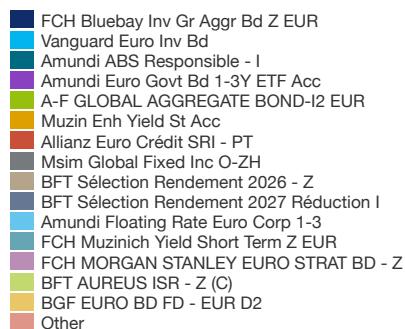 FCH Bluebay Inv Gr Aggr Bd Z EUR
Vanguard Euro Inv Bd
Amundi ABS Responsible - I
Amundi Euro Govt Bd 1-3Y ETF Acc
A-F GLOBAL AGGREGATE BOND-I2 EUR
Muzin Enh Yield St Acc
Allianz Euro Crédit SRI - PT
Msim Global Fixed Inc O-ZH
BFT Sélection Rendement 2026 - Z
BFT Sélection Rendement 2027 Réduction I
Amundi Floating Rate Euro Corp 1-3
FCH Muzinich Yield Short Term Z EUR
FCH MORGAN STANLEY EURO STRAT BD - Z
BFT AUREUS ISR - Z (C)
BGF EURO BD FD - EUR D2
Other